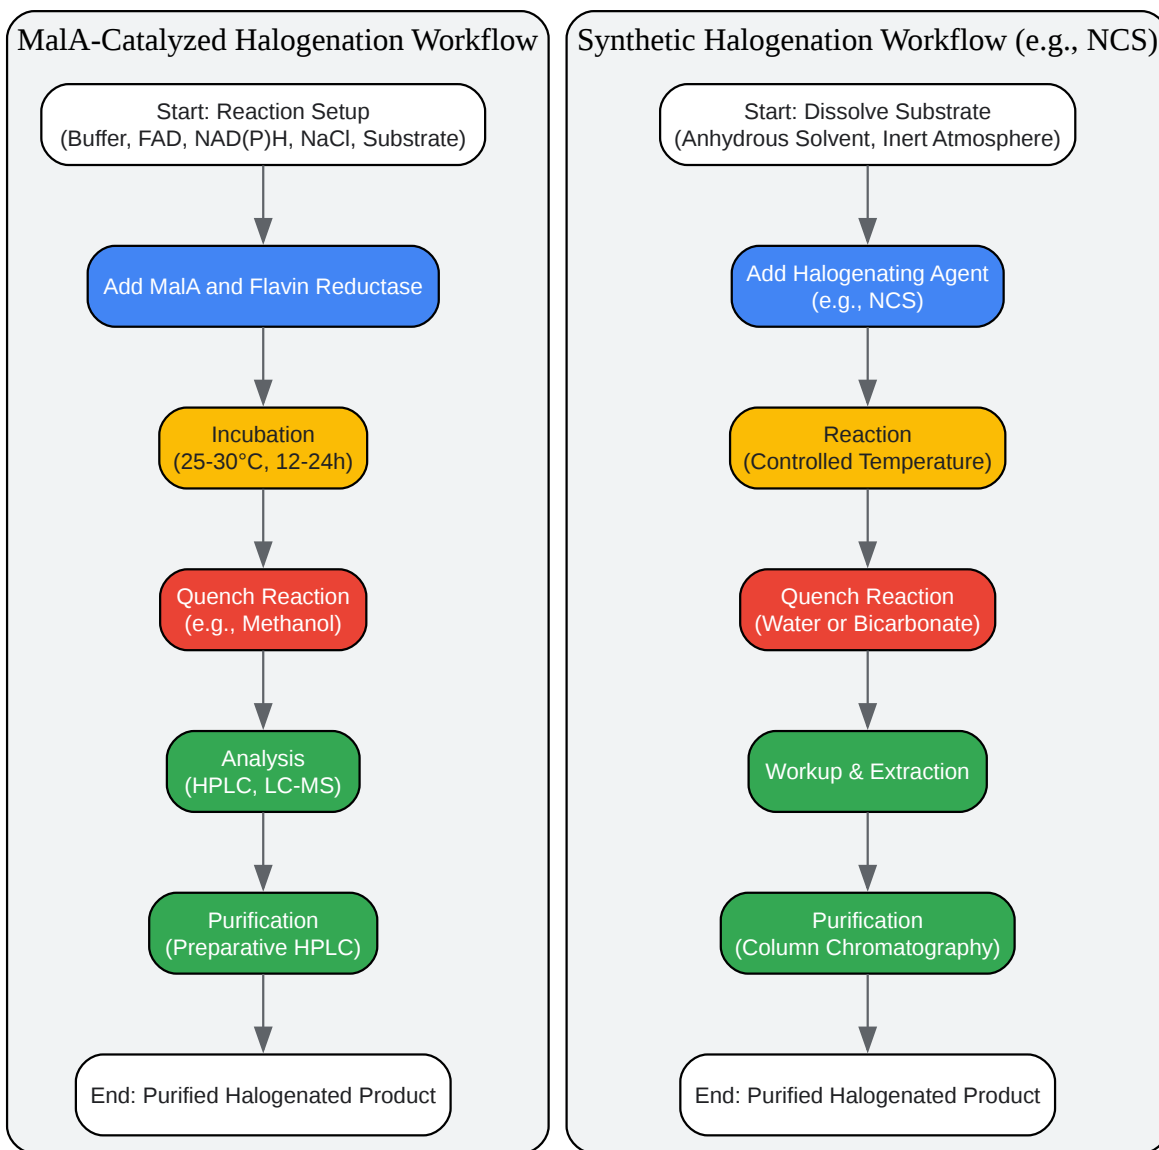 MalA-Catalyzed Halogenation Workflow
Start: Reaction Setup
(Buffer, FAD, NAD(P)H, NaCl, Substrate)
Add MalA and Flavin Reductase
Incubation
(25-30°C, 12-24h)
Quench Reaction
(e.g., Methanol)
Analysis
(HPLC, LC-MS)
Purification
(Preparative HPLC)
End: Purified Halogenated Product
Synthetic Halogenation Workflow (e.g., NCS)
Start: Dissolve Substrate
(Anhydrous Solvent, Inert Atmosphere)
Add Halogenating Agent
(e.g., NCS)
Reaction
(Controlled Temperature)
Quench Reaction
(Water or Bicarbonate)
Workup & Extraction
Purification
(Column Chromatography)
End: Purified Halogenated Product